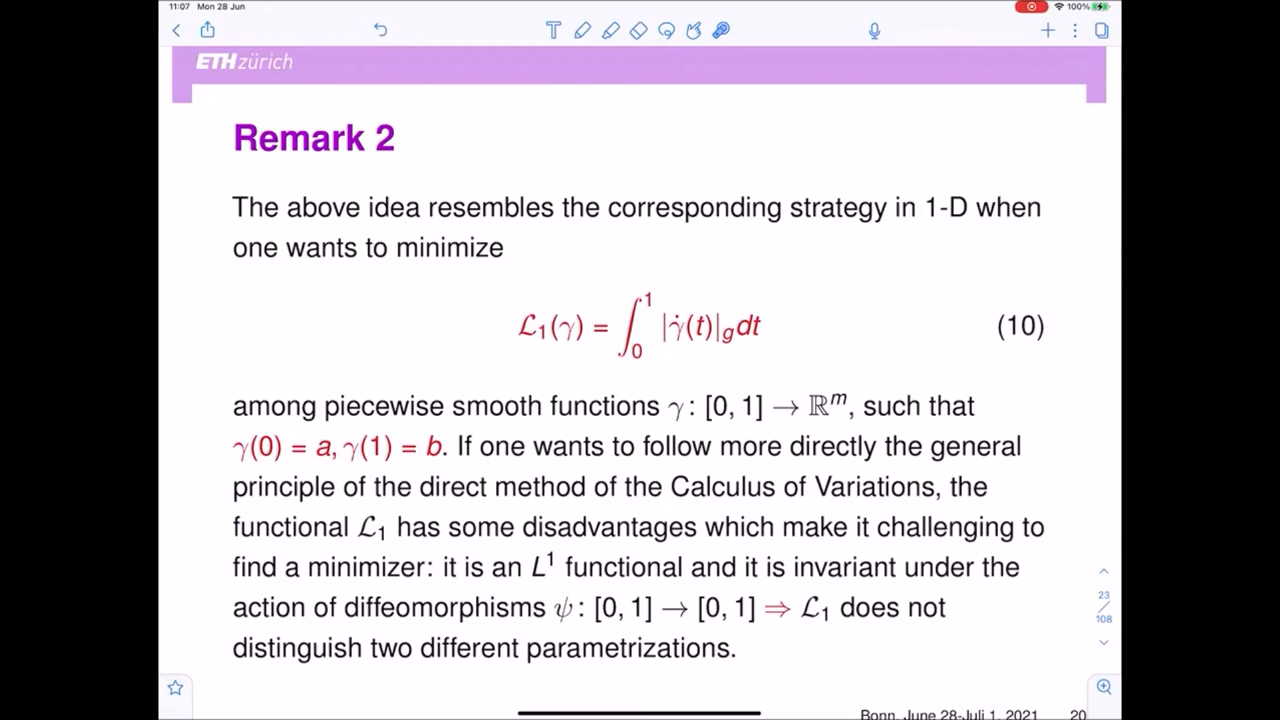 11:07 Mon 28 Jun
100%
T
ETH zürich
Remark 2
The above idea resembles the corresponding strategy in 1-D when
one wants to minimize
ℒ₁(γ) = ∫₀¹ |γ̇(t)|_g dt (10)
among piecewise smooth functions γ: [0, 1] → ℝᵐ, such that
γ(0) = a, γ(1) = b. If one wants to follow more directly the general
principle of the direct method of the Calculus of Variations, the
functional ℒ₁ has some disadvantages which make it challenging to
find a minimizer: it is an L¹ functional and it is invariant under the
action of diffeomorphisms ψ: [0, 1] → [0, 1] ⇒ ℒ₁ does not
distinguish two different parametrizations.
23
/
108
Bonn, June 28-Juli 1, 2021 20